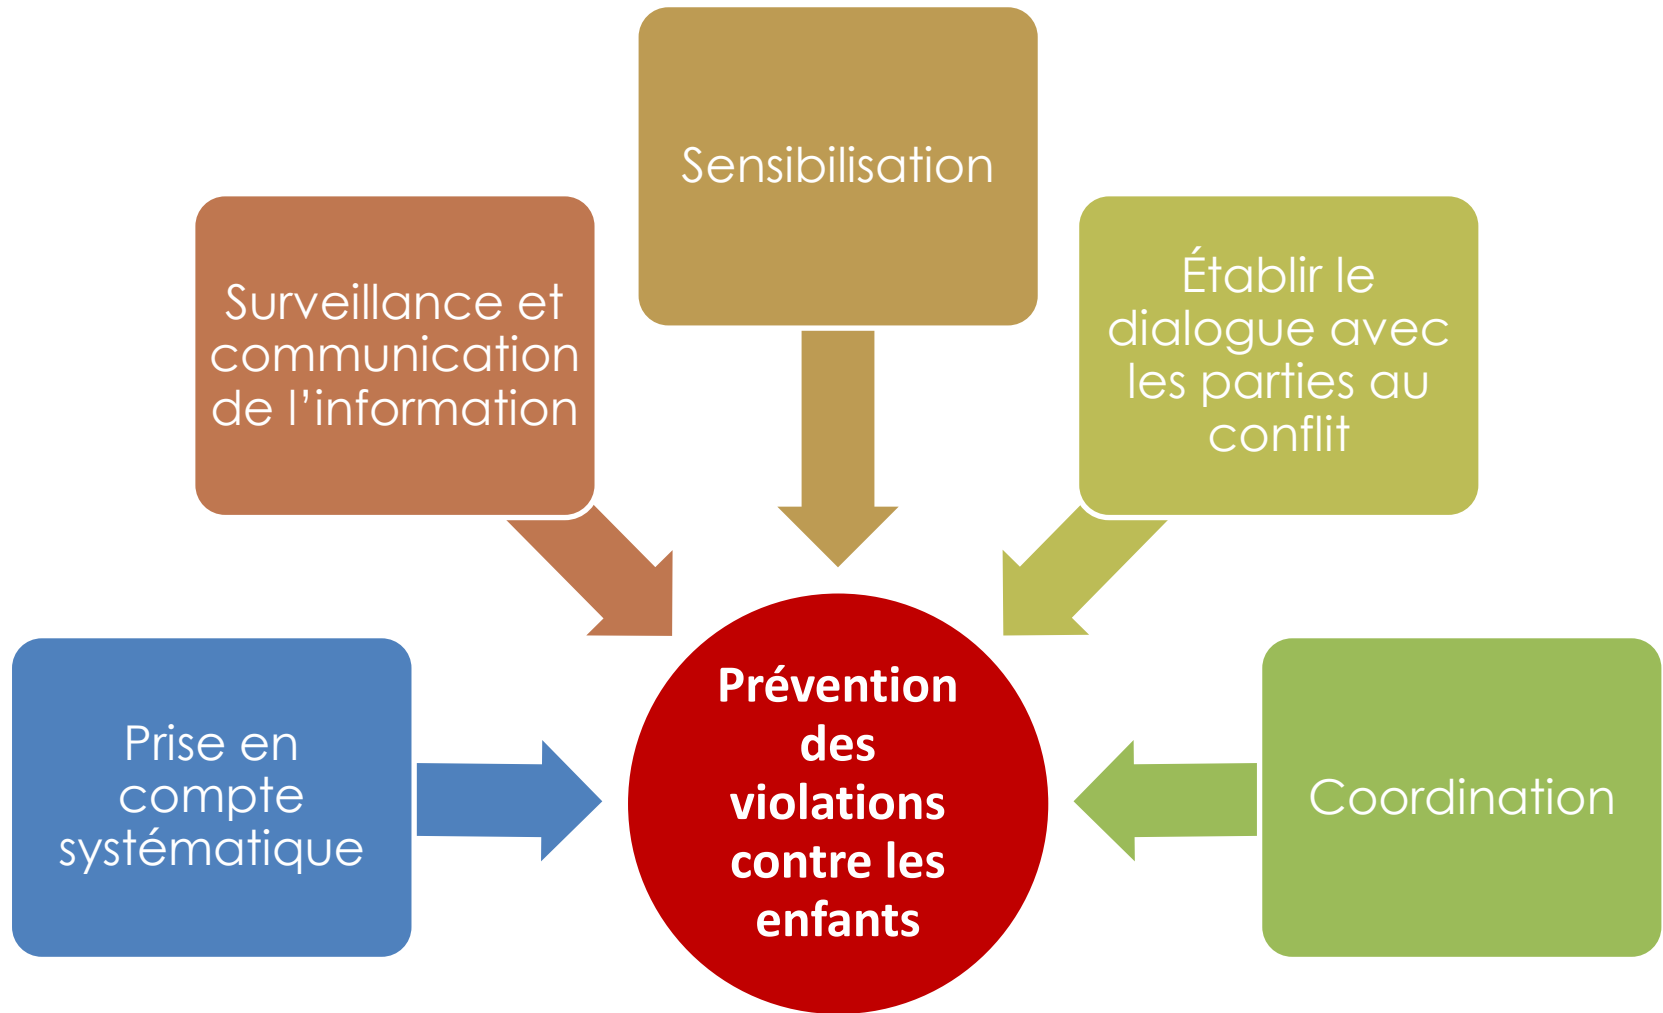 Sensibilisation
Surveillance et
communication
de l’information
Établir le
dialogue avec
les parties au
conflit
Prise en
compte
systématique
Prévention
des
violations
contre les
enfants
Coordination